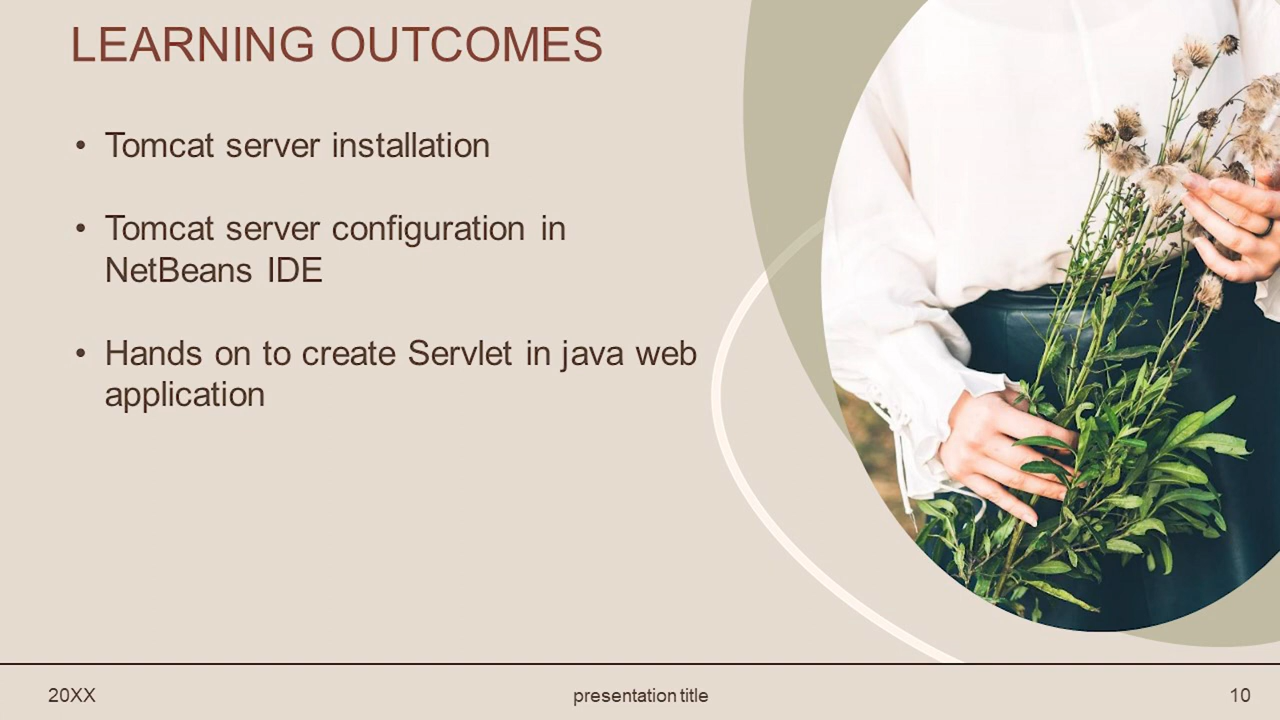 LEARNING OUTCOMES
• Tomcat server installation
• Tomcat server configuration in
NetBeans IDE
• Hands on to create Servlet in java web
application
20XX
presentation title
10